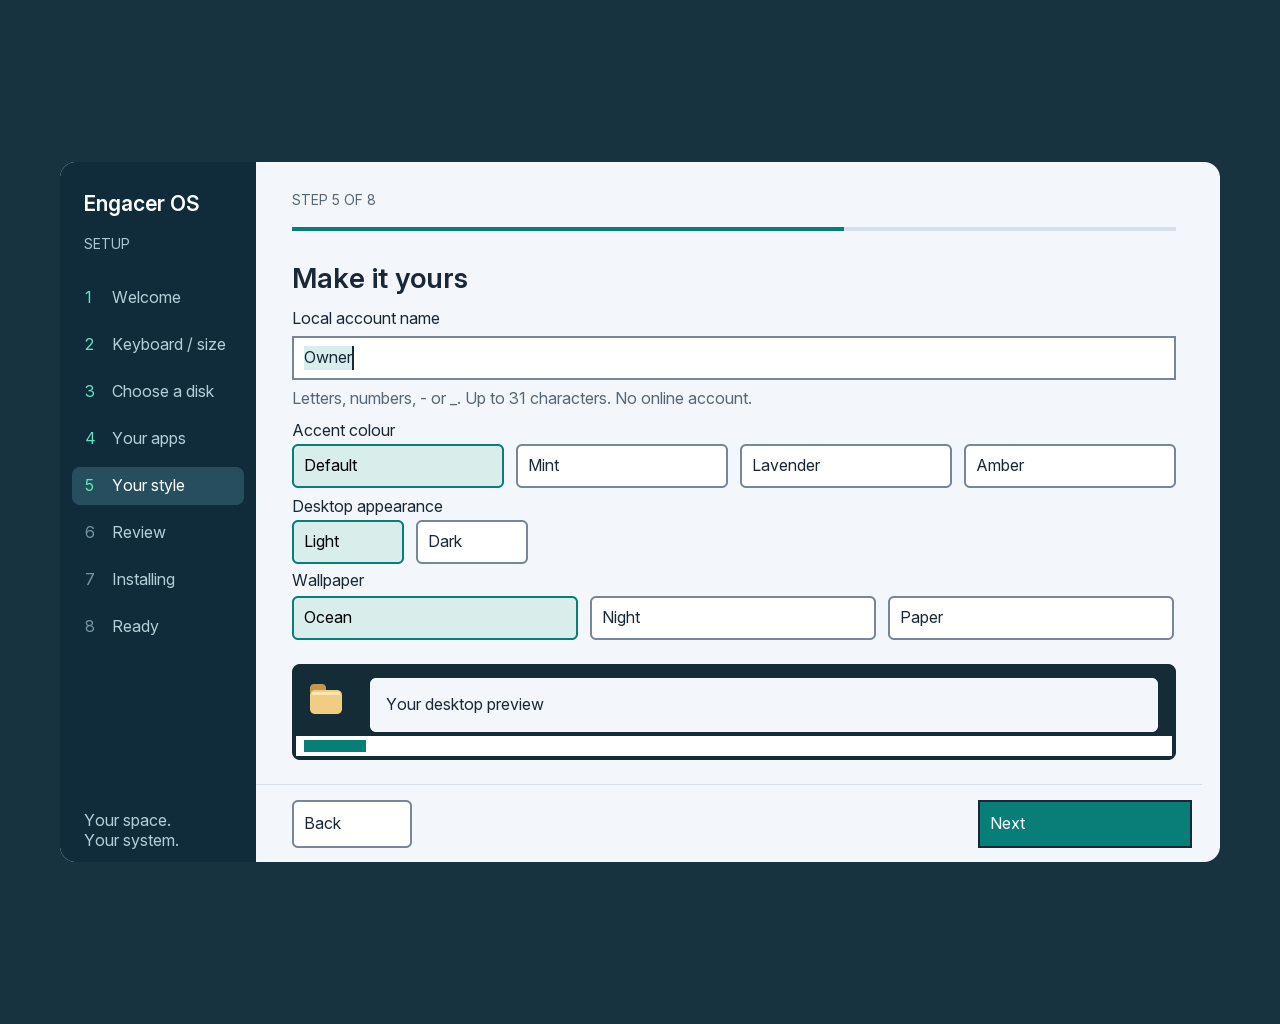 Engacer OS
SETUP
1 Welcome
2 Keyboard / size
3 Choose a disk
4 Your apps
5 Your style
6 Review
7 Installing
8 Ready
Your space.
Your system.
STEP 5 OF 8
Make it yours
Local account name
Owner
Letters, numbers, - or _. Up to 31 characters. No online account.
Accent colour
Default Mint Lavender Amber
Desktop appearance
Light Dark
Wallpaper
Ocean Night Paper
Your desktop preview
Back Next